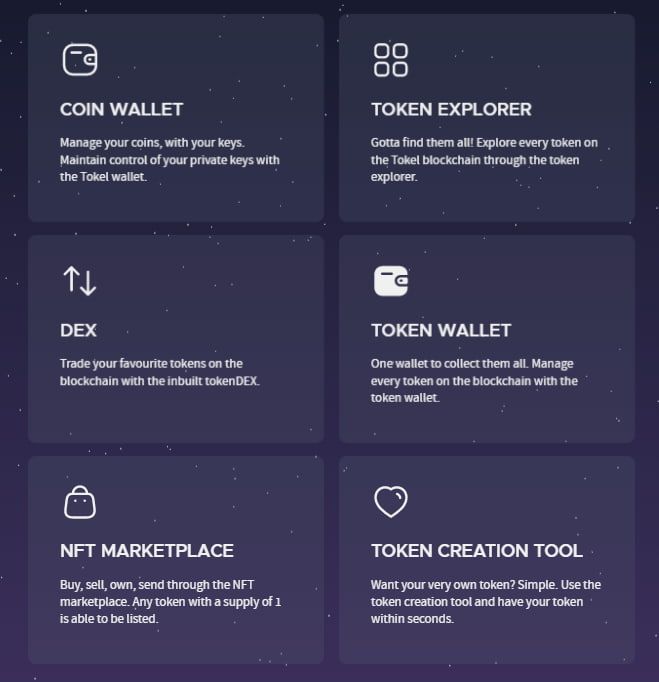 COIN WALLET
Manage your coins, with your keys.
Maintain control of your private keys with
the Tokel wallet.
TOKEN EXPLORER
Gotta find them all! Explore every token on
the Tokel blockchain through the token
explorer.
DEX
Trade your favourite tokens on the
blockchain with the inbuilt tokenDEX.
TOKEN WALLET
One wallet to collect them all. Manage
every token on the blockchain with the
token wallet.
NFT MARKETPLACE
Buy, sell, own, send through the NFT
marketplace. Any token with a supply of 1
is able to be listed.
TOKEN CREATION TOOL
Want your very own token? Simple. Use the
token creation tool and have your token
within seconds.